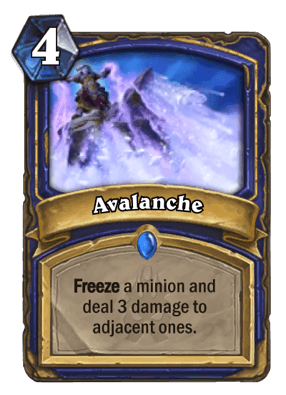 4
Avalanche
Freeze a minion and
deal 3 damage to
adjacent ones.